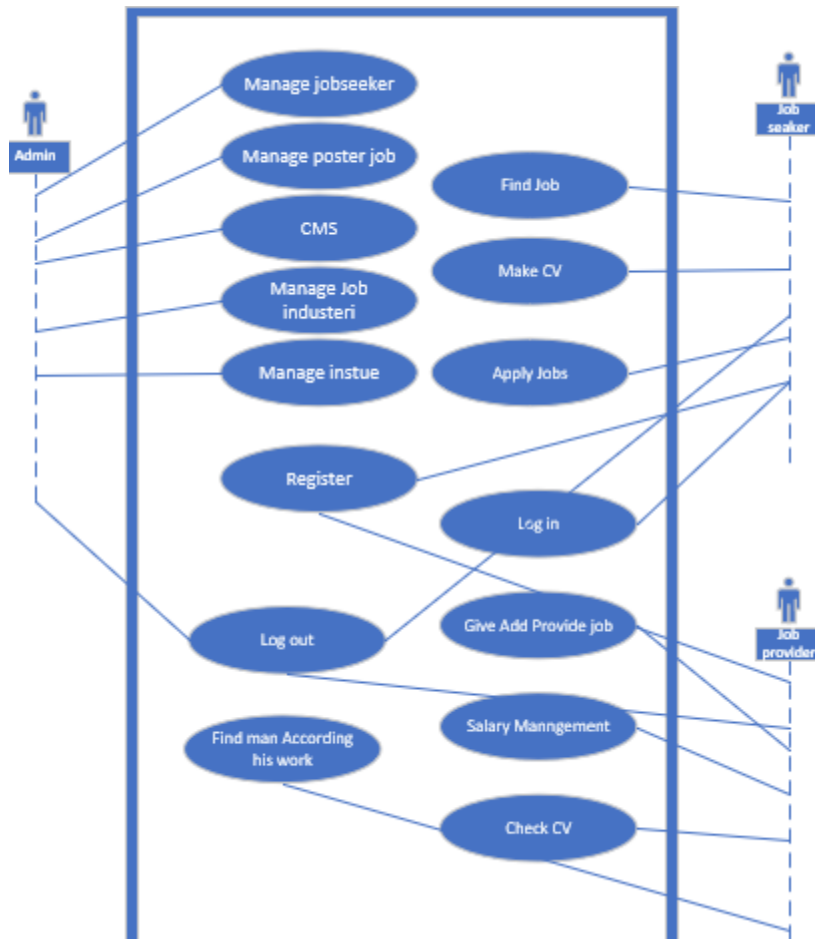 Manage jobseeker
Job
seaker
Admin
Manage poster job
Find Job
CMS
Make CV
Manage Job
industeri
Manage instue
Apply Jobs
Register
Log in
Log out
Give Add Provide job
Job
provider
Salary Manngement
Find man According
his work
Check CV